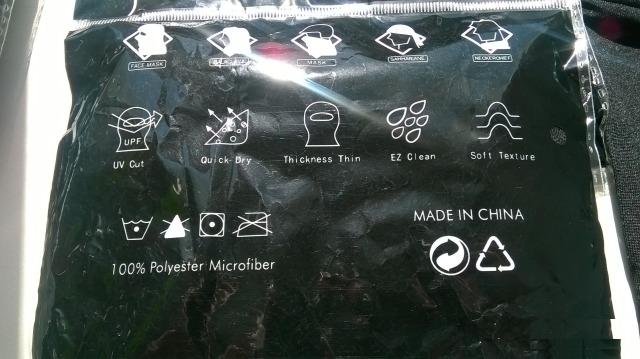 FACE MASK
MASK
UPF
UV Cut
Quick-Dry
Thickness Thin
EZ Clean
Soft Texture
MADE IN CHINA
100% Polyester Microfiber